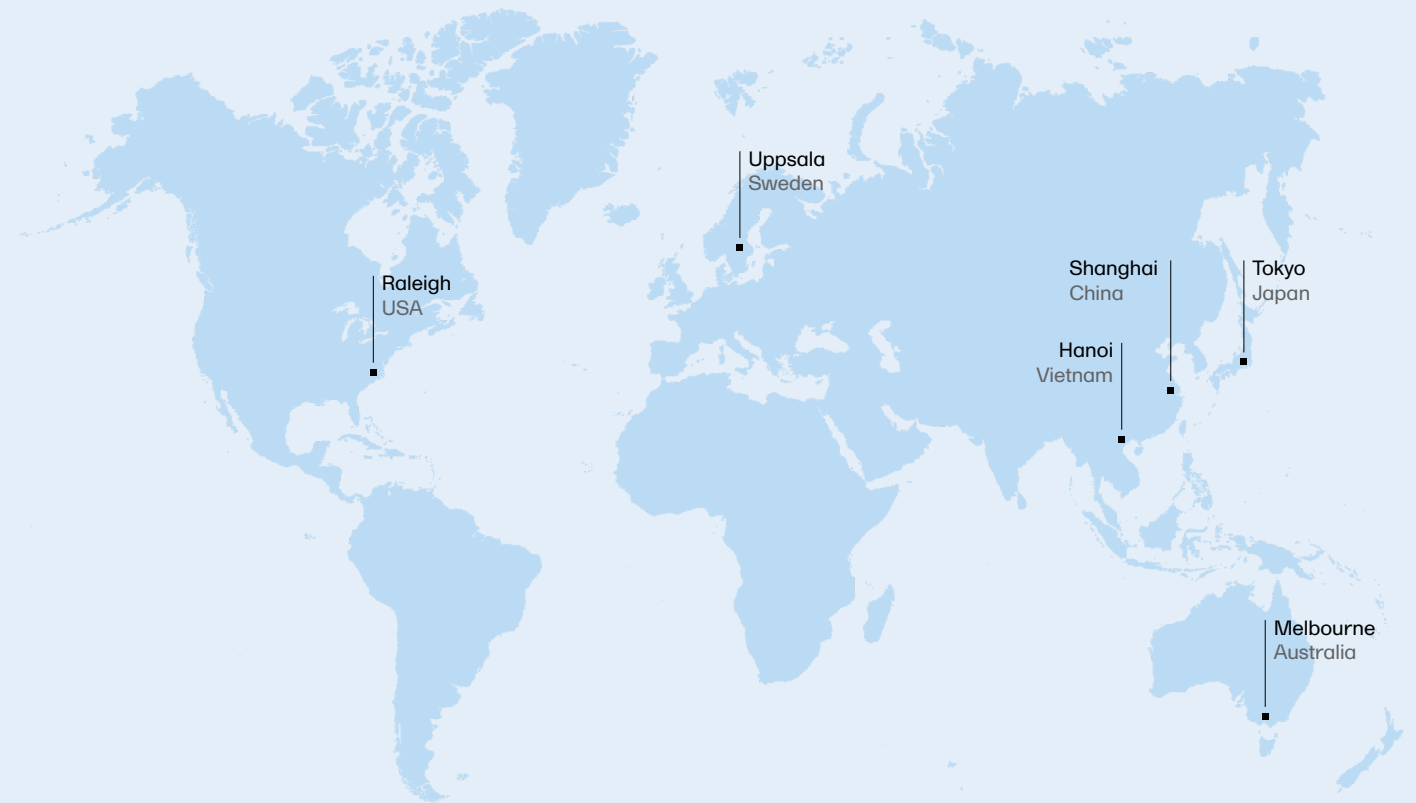 Uppsala
Sweden
Raleigh
USA
Shanghai
China
Tokyo
Japan
Hanoi
Vietnam
Melbourne
Australia